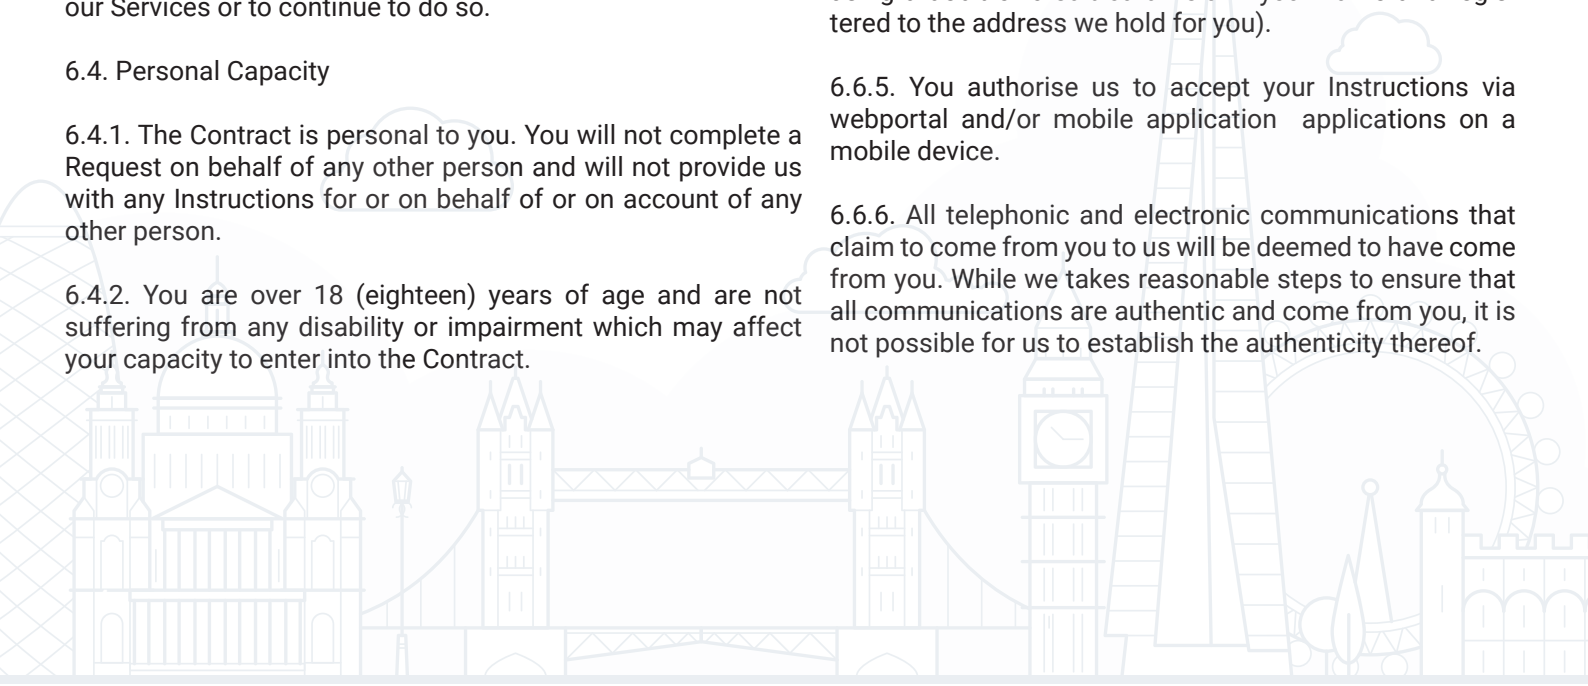 our Services or to continue to do so.
6.4. Personal Capacity
6.4.1. The Contract is personal to you. You will not complete a
Request on behalf of any other person and will not provide us
with any Instructions for or on behalf of or on account of any
other person.
6.4.2. You are over 18 (eighteen) years of age and are not
suffering from any disability or impairment which may affect
your capacity to enter into the Contract.
tered to the address we hold for you).
6.6.5. You authorise us to accept your Instructions via
webportal and/or mobile application applications on a
mobile device.
6.6.6. All telephonic and electronic communications that
claim to come from you to us will be deemed to have come
from you. While we takes reasonable steps to ensure that
all communications are authentic and come from you, it is
not possible for us to establish the authenticity thereof.